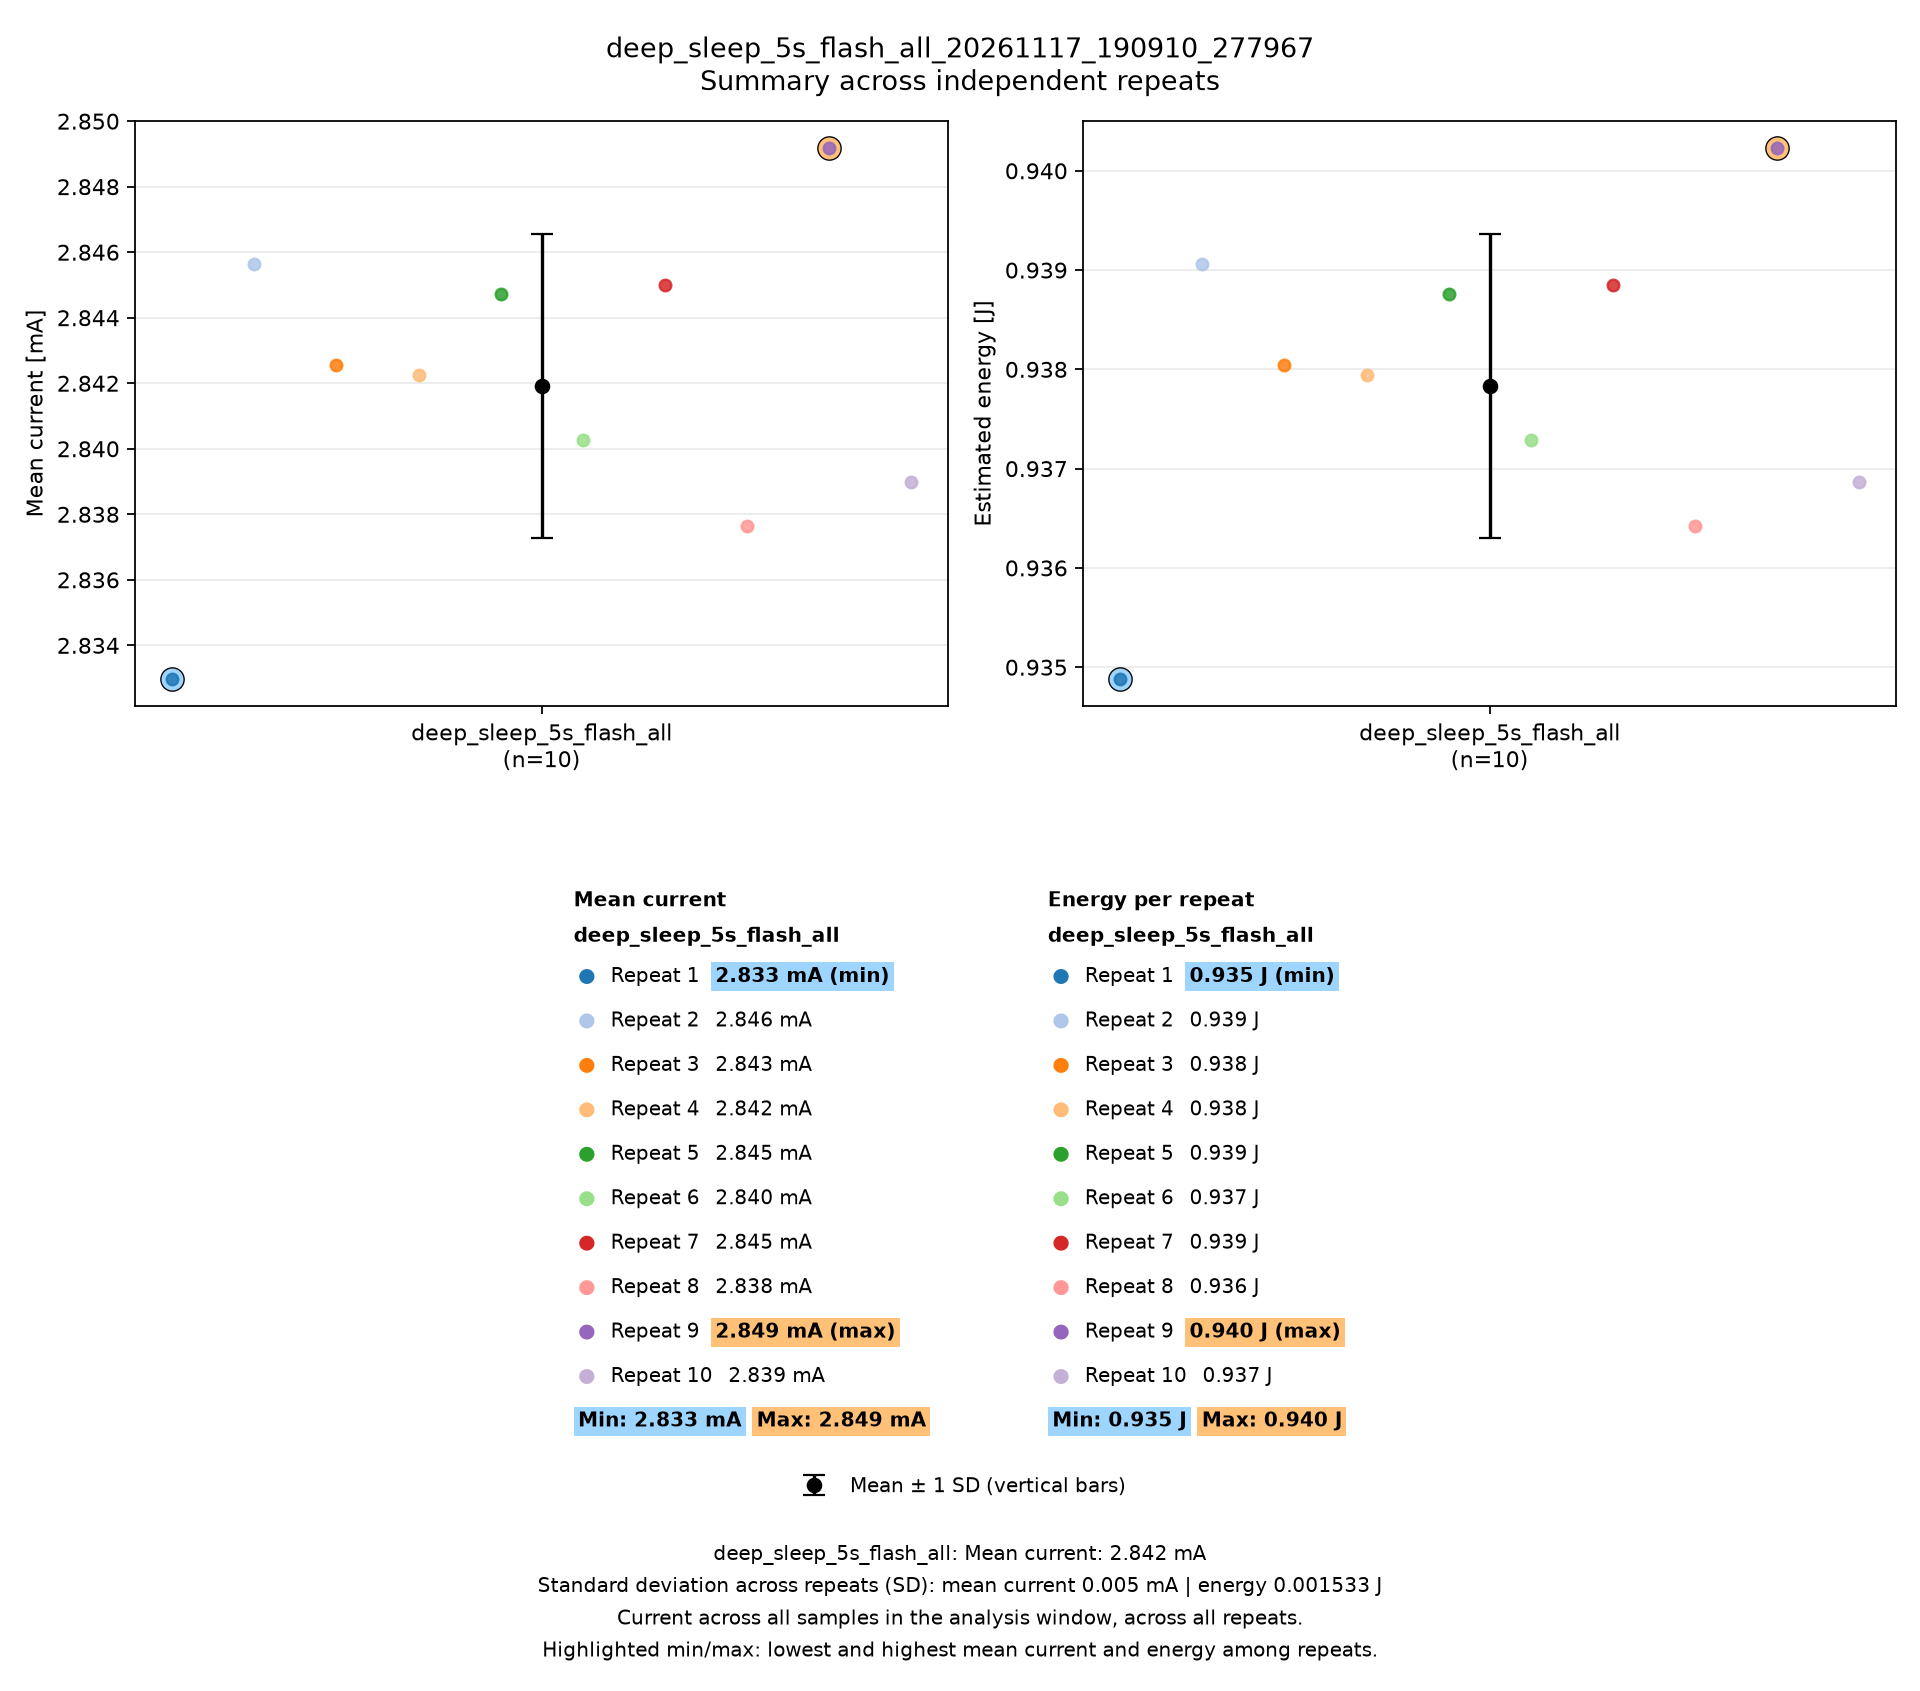 deep_sleep_5s_flash_all_20261117_190910_277967
Summary across independent repeats
2.850
2.848
2.846
2.844
2.842
2.840
2.838
2.836
2.834
Mean current [mA]
deep_sleep_5s_flash_all
(n=10)
0.940
0.939
0.938
0.937
0.936
0.935
Estimated energy [J]
deep_sleep_5s_flash_all
(n=10)
Mean current
deep_sleep_5s_flash_all
Repeat 1 2.833 mA (min)
Repeat 2 2.846 mA
Repeat 3 2.843 mA
Repeat 4 2.842 mA
Repeat 5 2.845 mA
Repeat 6 2.840 mA
Repeat 7 2.845 mA
Repeat 8 2.838 mA
Repeat 9 2.849 mA (max)
Repeat 10 2.839 mA
Min: 2.833 mA Max: 2.849 mA
Energy per repeat
deep_sleep_5s_flash_all
Repeat 1 0.935 J (min)
Repeat 2 0.939 J
Repeat 3 0.938 J
Repeat 4 0.938 J
Repeat 5 0.939 J
Repeat 6 0.937 J
Repeat 7 0.939 J
Repeat 8 0.936 J
Repeat 9 0.940 J (max)
Repeat 10 0.937 J
Min: 0.935 J Max: 0.940 J
Mean ± 1 SD (vertical bars)
deep_sleep_5s_flash_all: Mean current: 2.842 mA
Standard deviation across repeats (SD): mean current 0.005 mA | energy 0.001533 J
Current across all samples in the analysis window, across all repeats.
Highlighted min/max: lowest and highest mean current and energy among repeats.